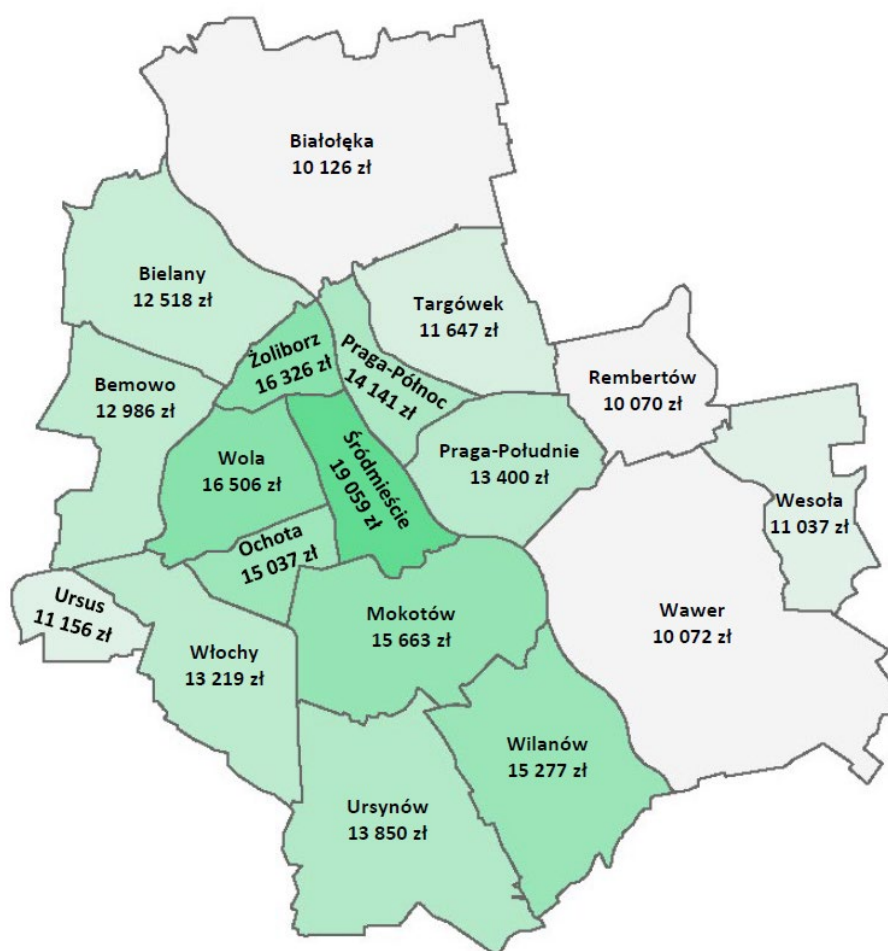 Białołęka
10 126 zł
Bielany
12 518 zł
Targówek
11 647 zł
Żoliborz
16 326 zł
Praga-Północ
14 141 zł
Rembertów
10 070 zł
Bemowo
12 986 zł
Wola
16 506 zł
Śródmieście
19 059 zł
Praga-Południe
13 400 zł
Wesoła
11 037 zł
Ochota
15 037 zł
Ursus
11 156 zł
Mokotów
15 663 zł
Wawer
10 072 zł
Włochy
13 219 zł
Wilanów
15 277 zł
Ursynów
13 850 zł